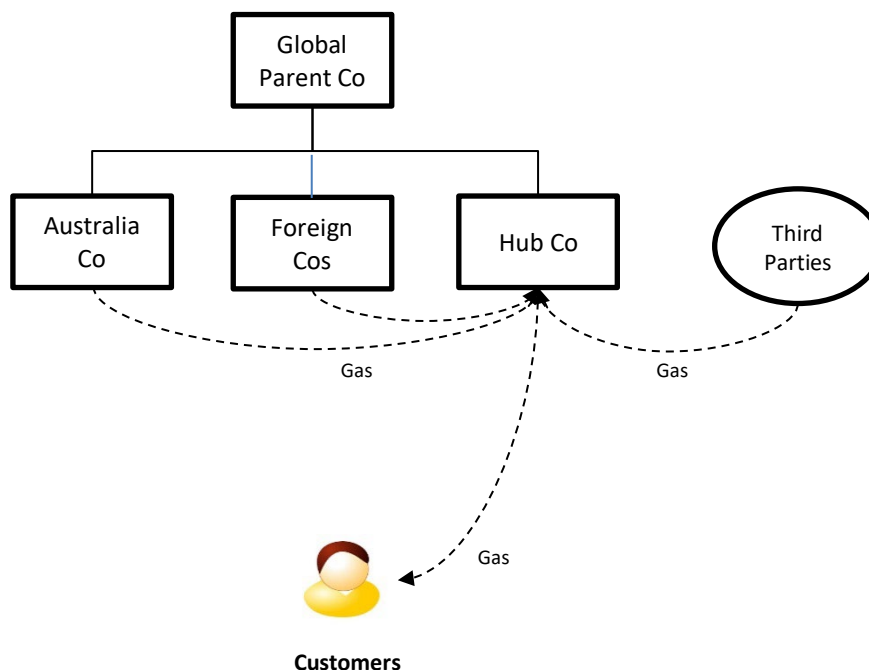 Global
Parent Co
Australia
Co
Foreign
Cos
Hub Co
Third
Parties
Gas
Gas
Gas
Customers